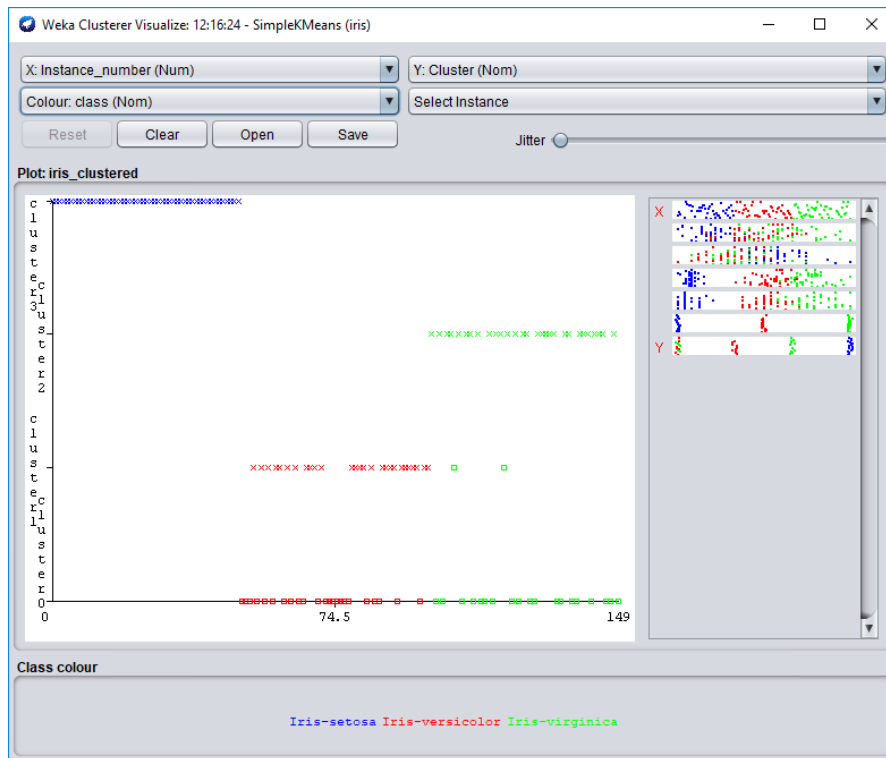 Weka Clusterer Visualize: 12:16:24 - SimpleKMeans (iris)
X: Instance_number (Num)
Y: Cluster (Nom)
Colour: class (Nom)
Select Instance
Reset
Clear
Open
Save
Jitter
Plot: iris_clustered
cluster3
cluster2
cluster1
cluster0
0
74.5
149
X
Y
Class colour
Iris-setosa Iris-versicolor Iris-virginica